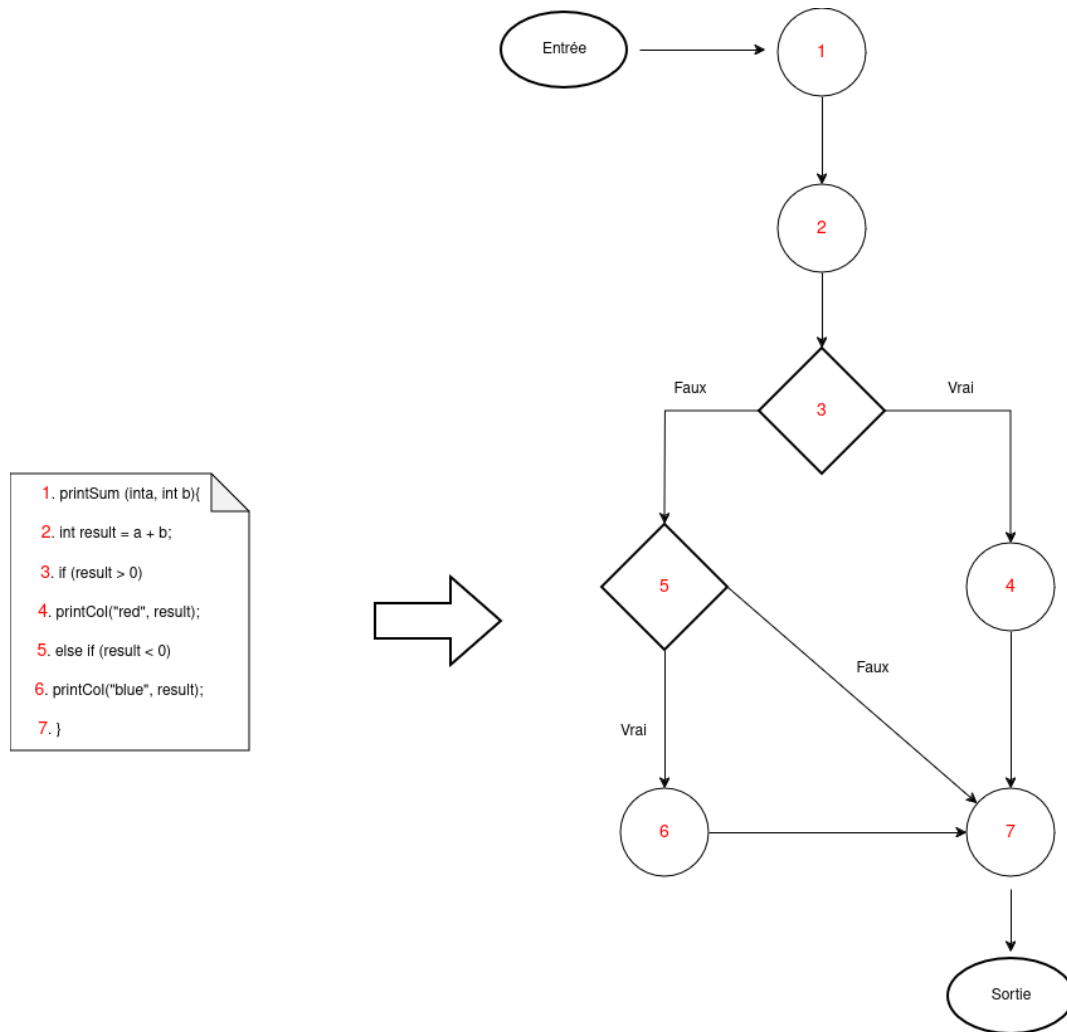 Entrée
1
2
Faux
Vrai
3
1. printSum (inta, int b){
2. int result = a + b;
3. if (result > 0)
4. printCol("red", result);
5. else if (result < 0)
6. printCol("blue", result);
7. }
5
4
Faux
Vrai
6
7
Sortie